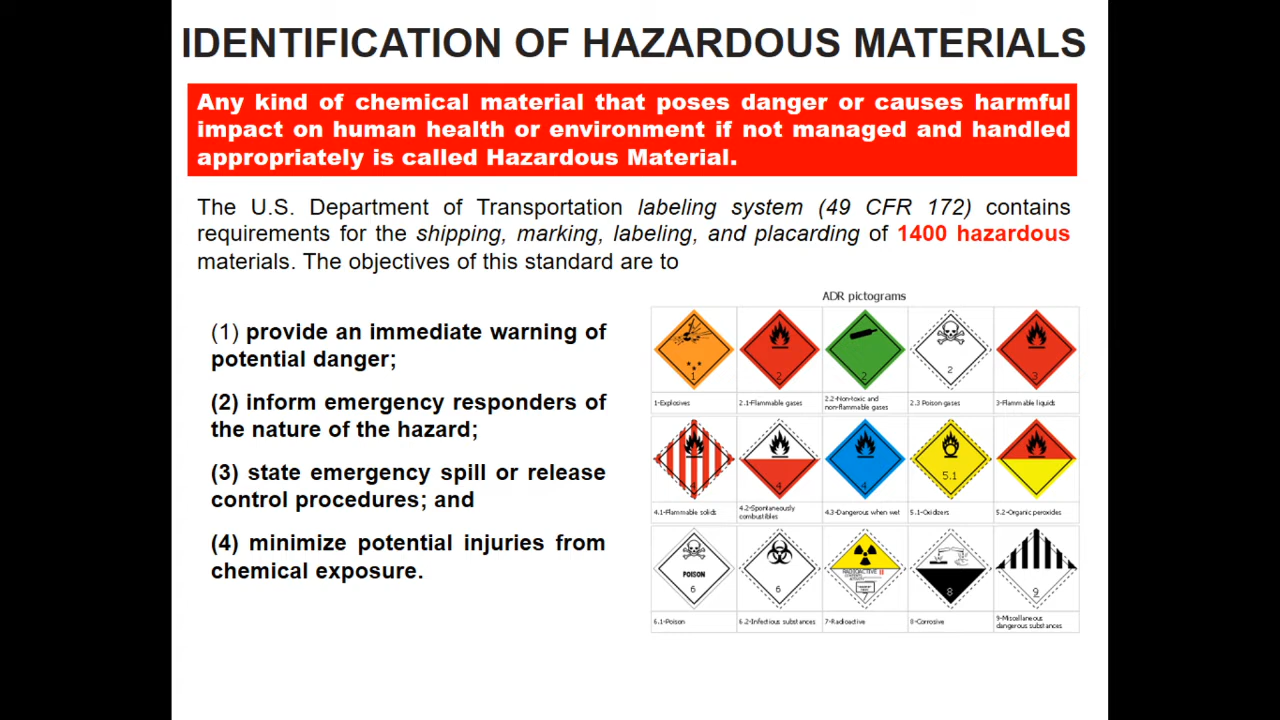 IDENTIFICATION OF HAZARDOUS MATERIALS
Any kind of chemical material that poses danger or causes harmful
impact on human health or environment if not managed and handled
appropriately is called Hazardous Material.
The U.S. Department of Transportation labeling system (49 CFR 172) contains
requirements for the shipping, marking, labeling, and placarding of 1400 hazardous
materials. The objectives of this standard are to
(1) provide an immediate warning of
potential danger;
(2) inform emergency responders of
the nature of the hazard;
(3) state emergency spill or release
control procedures; and
(4) minimize potential injuries from
chemical exposure.
ADR pictograms
1
2
2
2
3
1-Explosives
2.1-Flammable gases
2.2-Non-toxic and
non-flammable gases
2.3 Poison gases
3-Flammable liquids
4
4
4
5.1
4.1-Flammable solids
4.2-Spontaneously
combustibles
4.3-Dangerous when wet
5.1-Oxidizers
5.2-Organic peroxides
POISON
6
6
RADIOACTIVE II
7
8
9
6.1-Poison
6.2-Infectious substances
7-Radioactive
8-Corrosive
9-Miscellaneous
dangerous substances